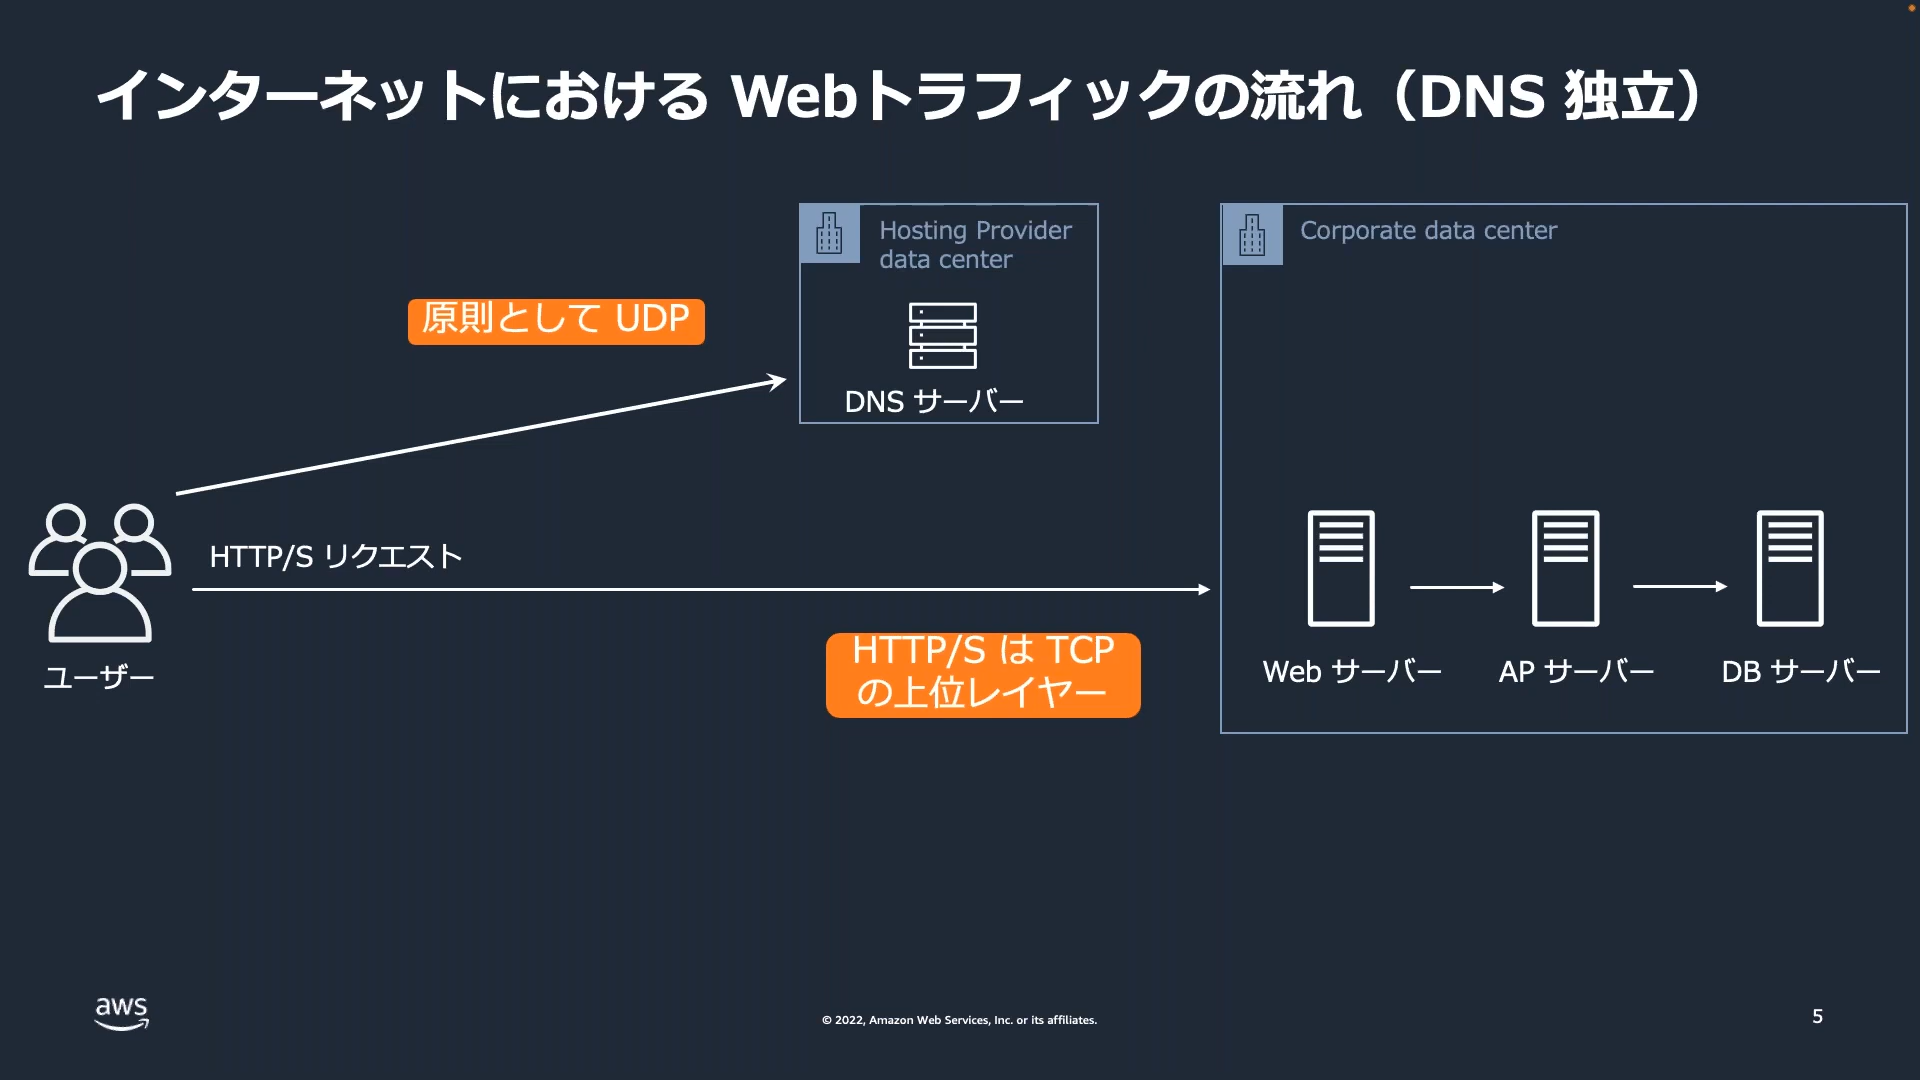 インターネットにおける Webトラフィックの流れ（DNS 独立）
Hosting Provider
data center
Corporate data center
原則として UDP
DNS サーバー
HTTP/S リクエスト
HTTP/S は TCP
の上位レイヤー
ユーザー
Web サーバー
AP サーバー
DB サーバー
aws
© 2022, Amazon Web Services, Inc. or its affiliates.
5